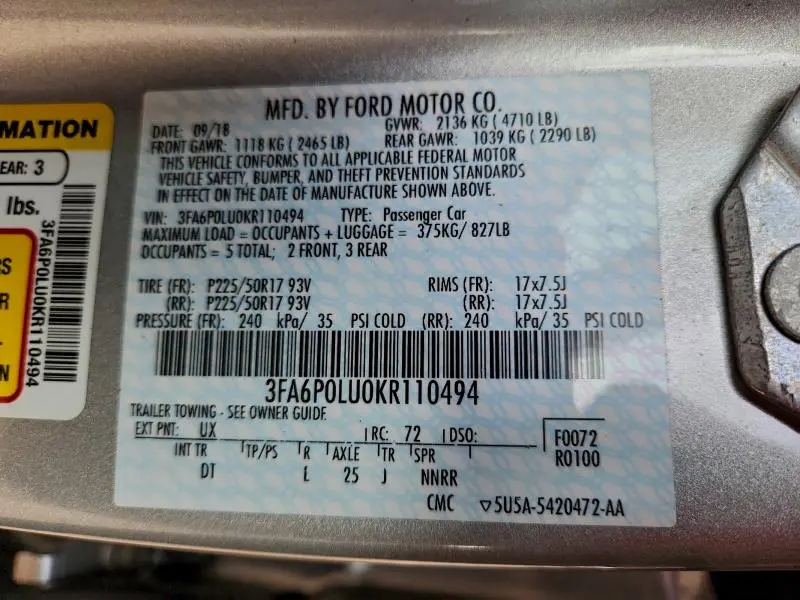 MFD. BY FORD MOTOR CO.
DATE: 09/18 GVWR: 2136 KG ( 4710 LB)
FRONT GAWR: 1118 KG ( 2465 LB) REAR GAWR: 1039 KG ( 2290 LB)
THIS VEHICLE CONFORMS TO ALL APPLICABLE FEDERAL MOTOR
VEHICLE SAFETY, BUMPER, AND THEFT PREVENTION STANDARDS
IN EFFECT ON THE DATE OF MANUFACTURE SHOWN ABOVE.
VIN: 3FA6P0LU0KR110494 TYPE: Passenger Car
MAXIMUM LOAD = OCCUPANTS + LUGGAGE = 375KG/ 827LB
OCCUPANTS = 5 TOTAL; 2 FRONT, 3 REAR
TIRE (FR): P225/50R17 93V RIMS (FR): 17x7.5J
(RR): P225/50R17 93V (RR): 17x7.5J
PRESSURE (FR): 240 kPa/ 35 PSI COLD (RR): 240 kPa/ 35 PSI COLD
3FA6P0LU0KR110494
TRAILER TOWING - SEE OWNER GUIDE
EXT PNT: UX RC: 72 DSO: F0072
INT TR TP/PS R AXLE TR SPR R0100
DT E 25 J NNRR
CMC ▽5U5A-5420472-AA
MATION
EAR: 3
lbs.
RS
R
N
3FA6P0LU0KR110494